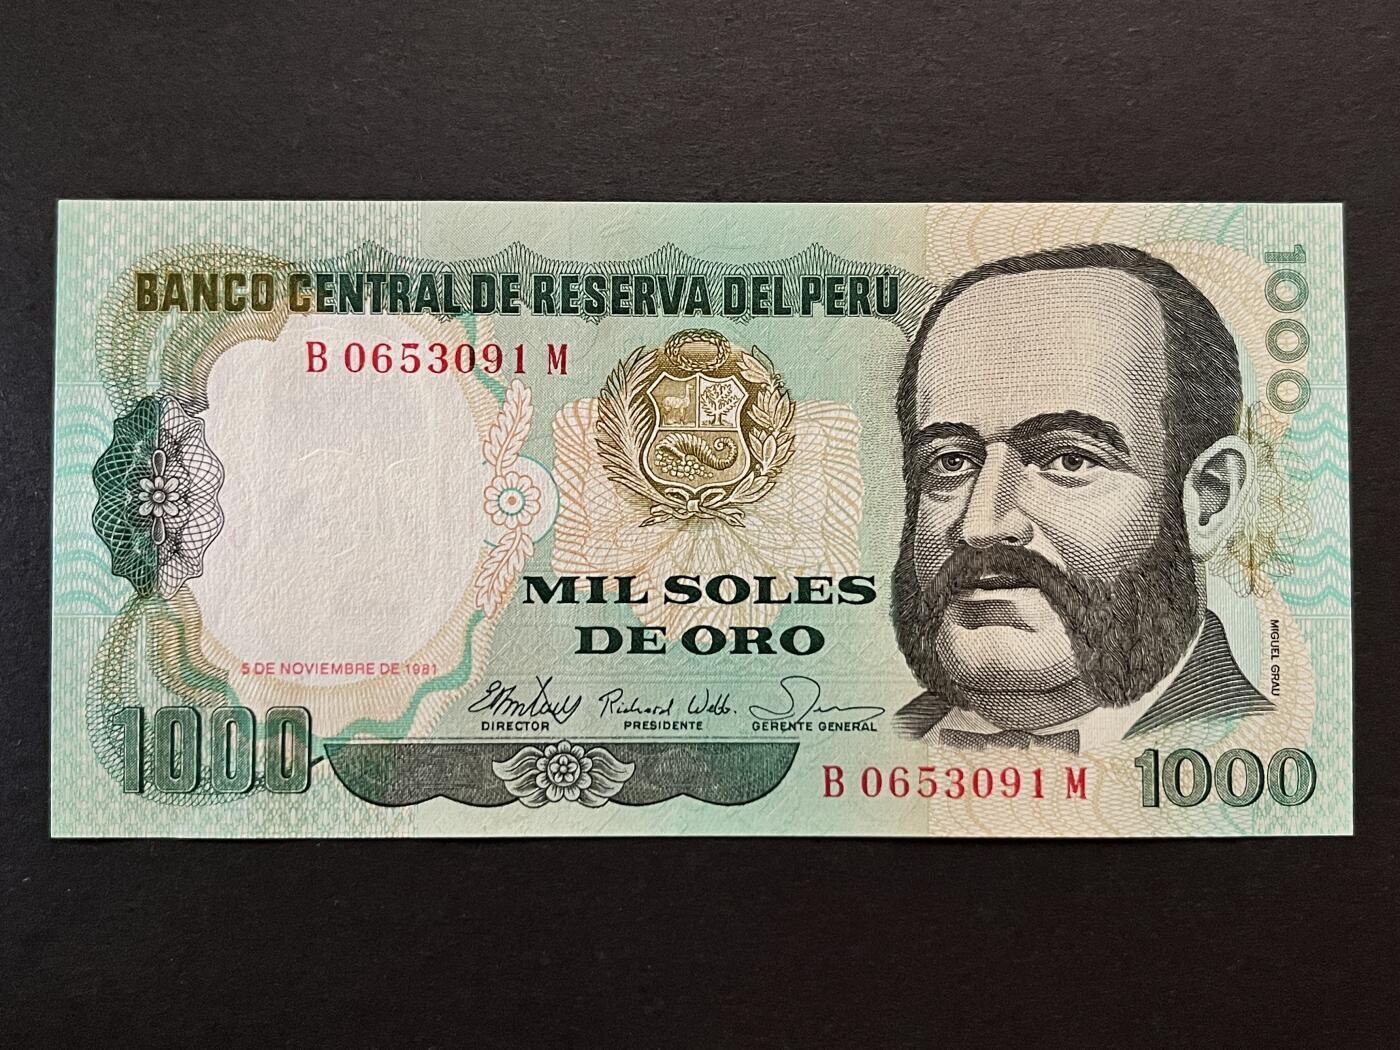 BANCO CENTRAL DE RESERVA DEL PERÚ
B 0653091 M
1000
MIL SOLES
DE ORO
5 DE NOVIEMBRE DE 1981
MIGUEL GRAU
Richard Webb.
DIRECTOR
PRESIDENTE
GERENTE GENERAL
1000
B 0653091 M
1000